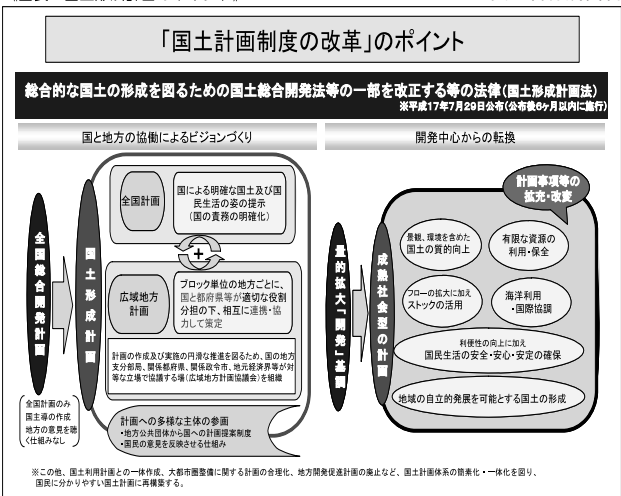 「国土計画制度の改革」のポイント
総合的な国土の形成を図るための国土総合開発法等の一部を改正する等の法律(国土形成計画法)
※平成17年7月29日公布(公布後6ヶ月以内に施行)
国と地方の協働によるビジョンづくり
全国総合開発計画
全国計画のみ
国主導の作成
地方の意見を聴
く仕組みなし
国土形成計画
全国計画
国による明確な国土及び国
民生活の姿の提示
(国の責務の明確化)
+
広域地方
計画
ブロック単位の地方ごとに、
国と都府県等が適切な役割
分担の下、相互に連携・協
力して策定
計画の作成及び実施の円滑な推進を図るため、国の地方
支分部局、関係都府県、関係政令市、地元経済界等が対
等な立場で協議する場(広域地方計画協議会)を組織
計画への多様な主体の参画
・地方公共団体から国への計画提案制度
・国民の意見を反映させる仕組み
開発中心からの転換
計画事項等の
拡充・改変
量的拡大「開発」基調
成熟社会型の計画
景観、環境を含めた
国土の質的向上
有限な資源の
利用・保全
フローの拡大に加え
ストックの活用
海洋利用
・国際協調
利便性の向上に加え
国民生活の安全・安心・安定の確保
地域の自立的発展を可能とする国土の形成
※この他、国土利用計画との一体作成、大都市圏整備に関する計画の合理化、地方開発促進計画の廃止など、国土計画体系の簡素化・一体化を図り、
国民に分かりやすい国土計画に再構築する。